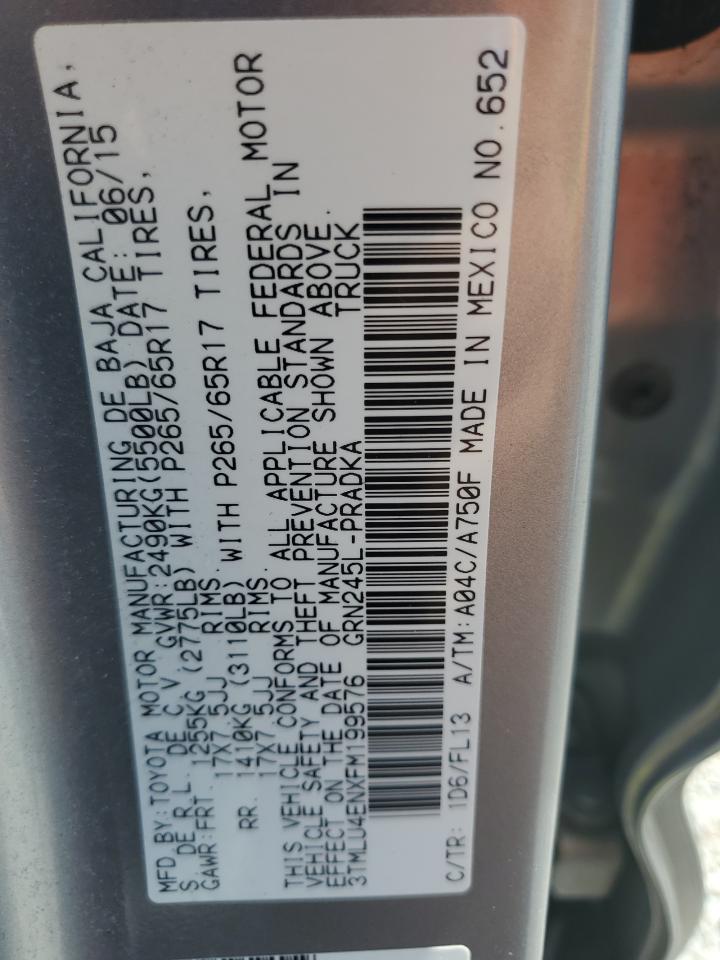 MFD BY:TOYOTA MOTOR MANUFACTURING DE BAJA CALIFORNIA,
S. DE R.L. DE C.V. GVWR:2490KG(5500LB) DATE: 06/15
GAWR:FRT. 1255KG (2775LB) WITH P265/65R17 TIRES,
17X7.5JJ RIMS.
RR. 1410KG (3110LB) WITH P265/65R17 TIRES,
17X7.5JJ RIMS.
THIS VEHICLE CONFORMS TO ALL APPLICABLE FEDERAL MOTOR
VEHICLE SAFETY AND THEFT PREVENTION STANDARDS IN
EFFECT ON THE DATE OF MANUFACTURE SHOWN ABOVE.
3TMLU4ENXFM199576 GRN245L-PRADKA TRUCK
C/TR: 1D6/FL13 A/TM:A04C/A750F MADE IN MEXICO NO.652